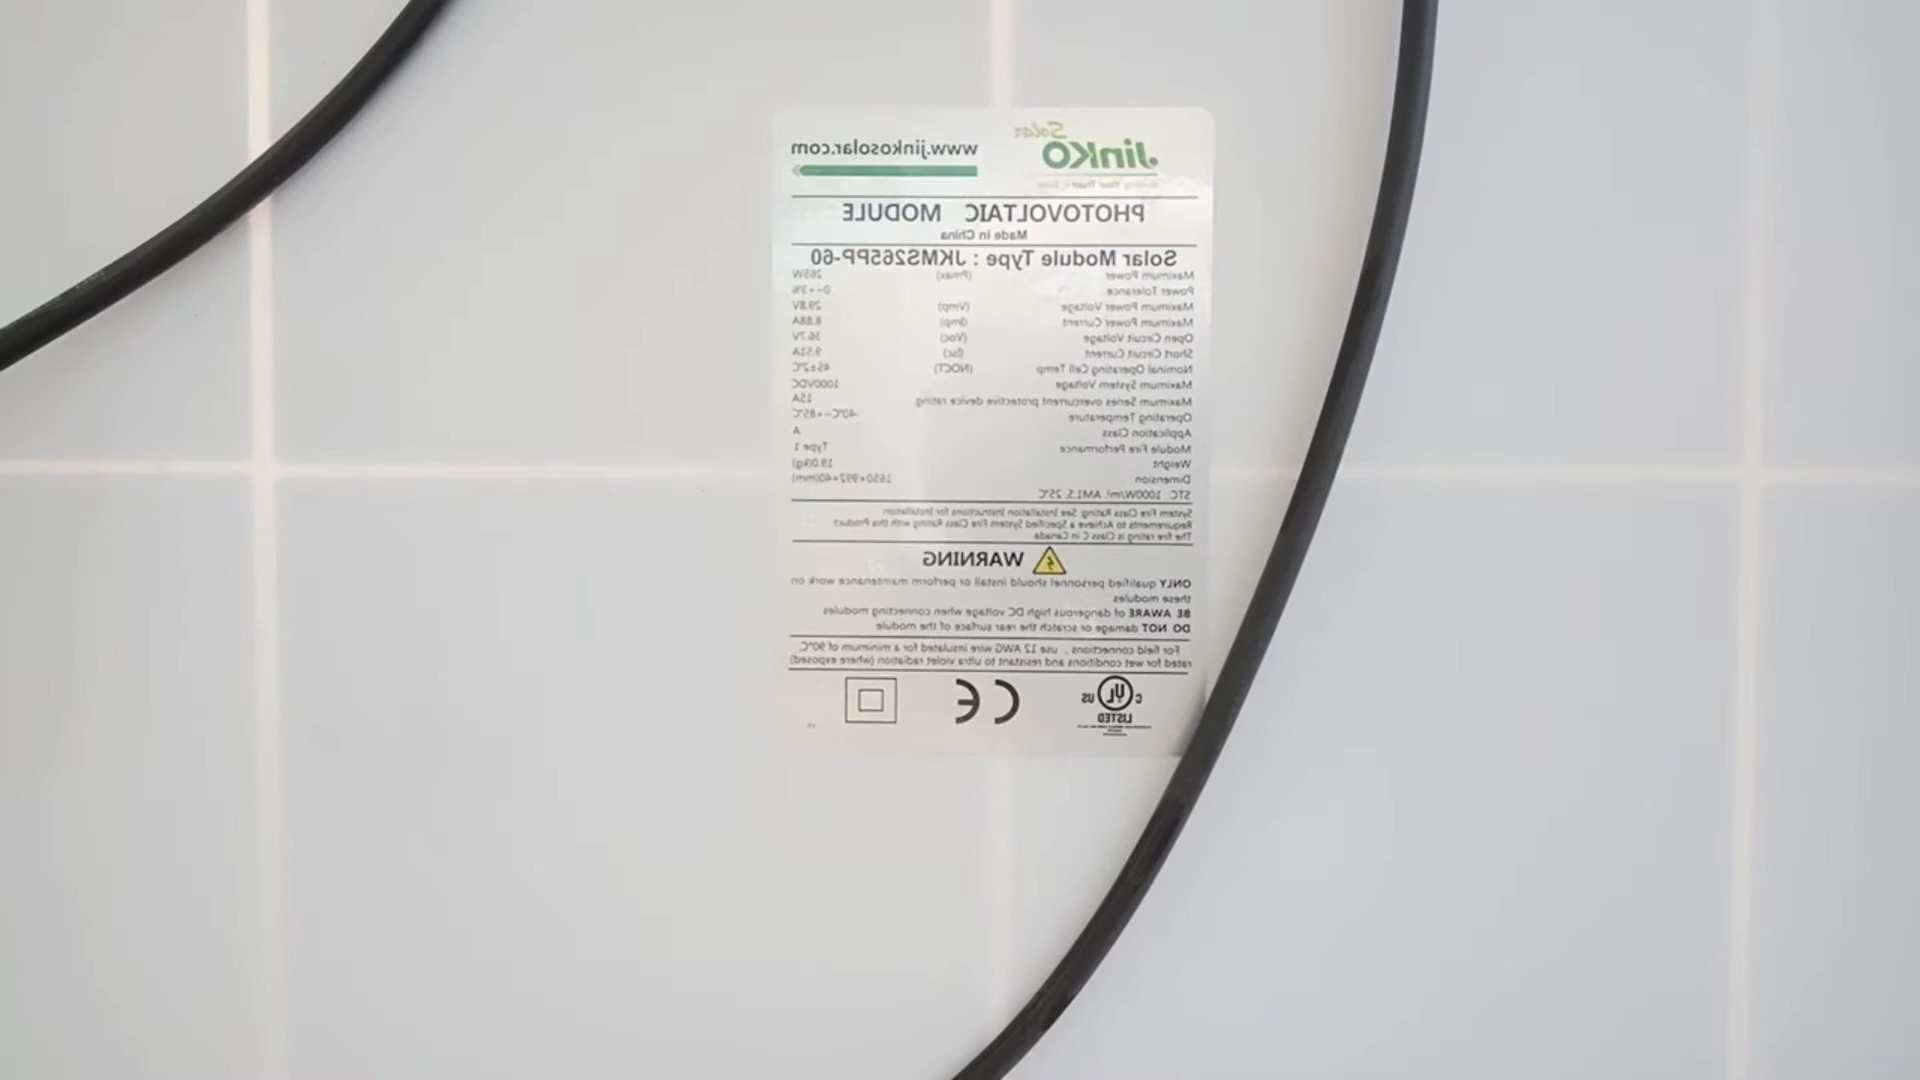 Jinko Solar
www.jinkosolar.com
Building Your Trust in Solar
PHOTOVOLTAIC MODULE
Made in China
Solar Module Type : JKMS265PP-60
Maximum Power (Pmax) 265W
Power Tolerance 0~+3%
Maximum Power Voltage (Vmp) 29.8V
Maximum Power Current (Imp) 8.88A
Open Circuit Voltage (Voc) 36.7V
Short Circuit Current (Isc) 9.51A
Nominal Operating Cell Temp (NOCT) 45±2℃
Maximum System Voltage 1000VDC
Maximum Series overcurrent protective device rating 15A
Operating Temperature -40℃~+85℃
Application Class A
Module Fire Performance Type 1
Weight 19.0(kg)
Dimension 1650×992×40(mm)
STC: 1000W/m², AM1.5, 25℃
System Fire Class Rating: See Installation Instructions for Installation
Requirements to Achieve a Specified System Fire Class Rating with this Product
The fire rating is Class C in Canada
WARNING
ONLY qualified personnel should install or perform maintenance work on
these modules
BE AWARE of dangerous high DC voltage when connecting modules
DO NOT damage or scratch the rear surface of the module
For field connections , use 12 AWG wire insulated for a minimum of 90℃,
rated for wet conditions and resistant to ultra violet radiation (where exposed)
C UL US
LISTED
CE